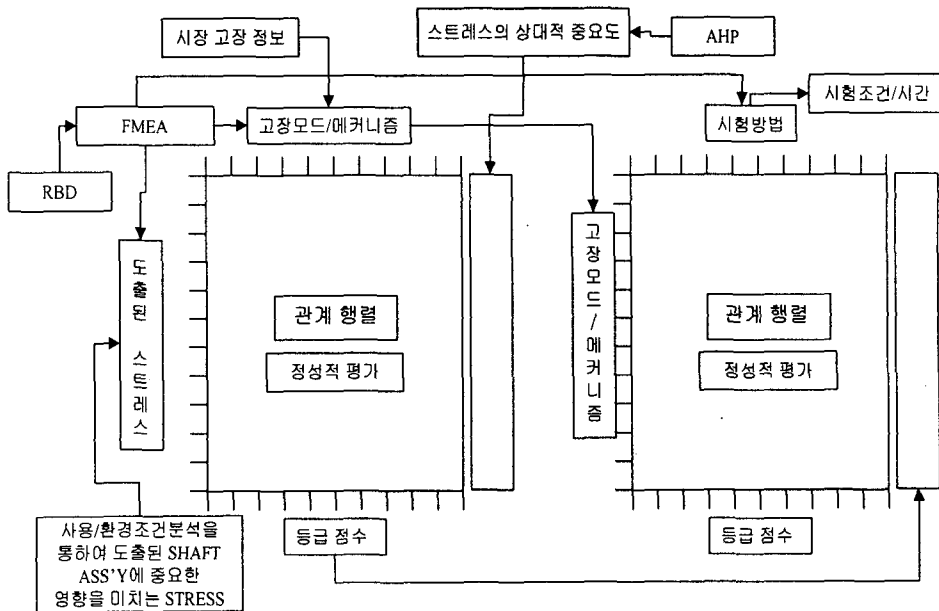 시장 고장 정보
스트레스의 상대적 중요도
AHP
FMEA
고장모드/메커니즘
시험방법
시험조건/시간
RBD
도출된 스트레스
고장모드/메커니즘
관계 행렬
정성적 평가
관계 행렬
정성적 평가
사용/환경조건분석을
통하여 도출된 SHAFT
ASS'Y에 중요한
영향을 미치는 STRESS
등급 점수
등급 점수